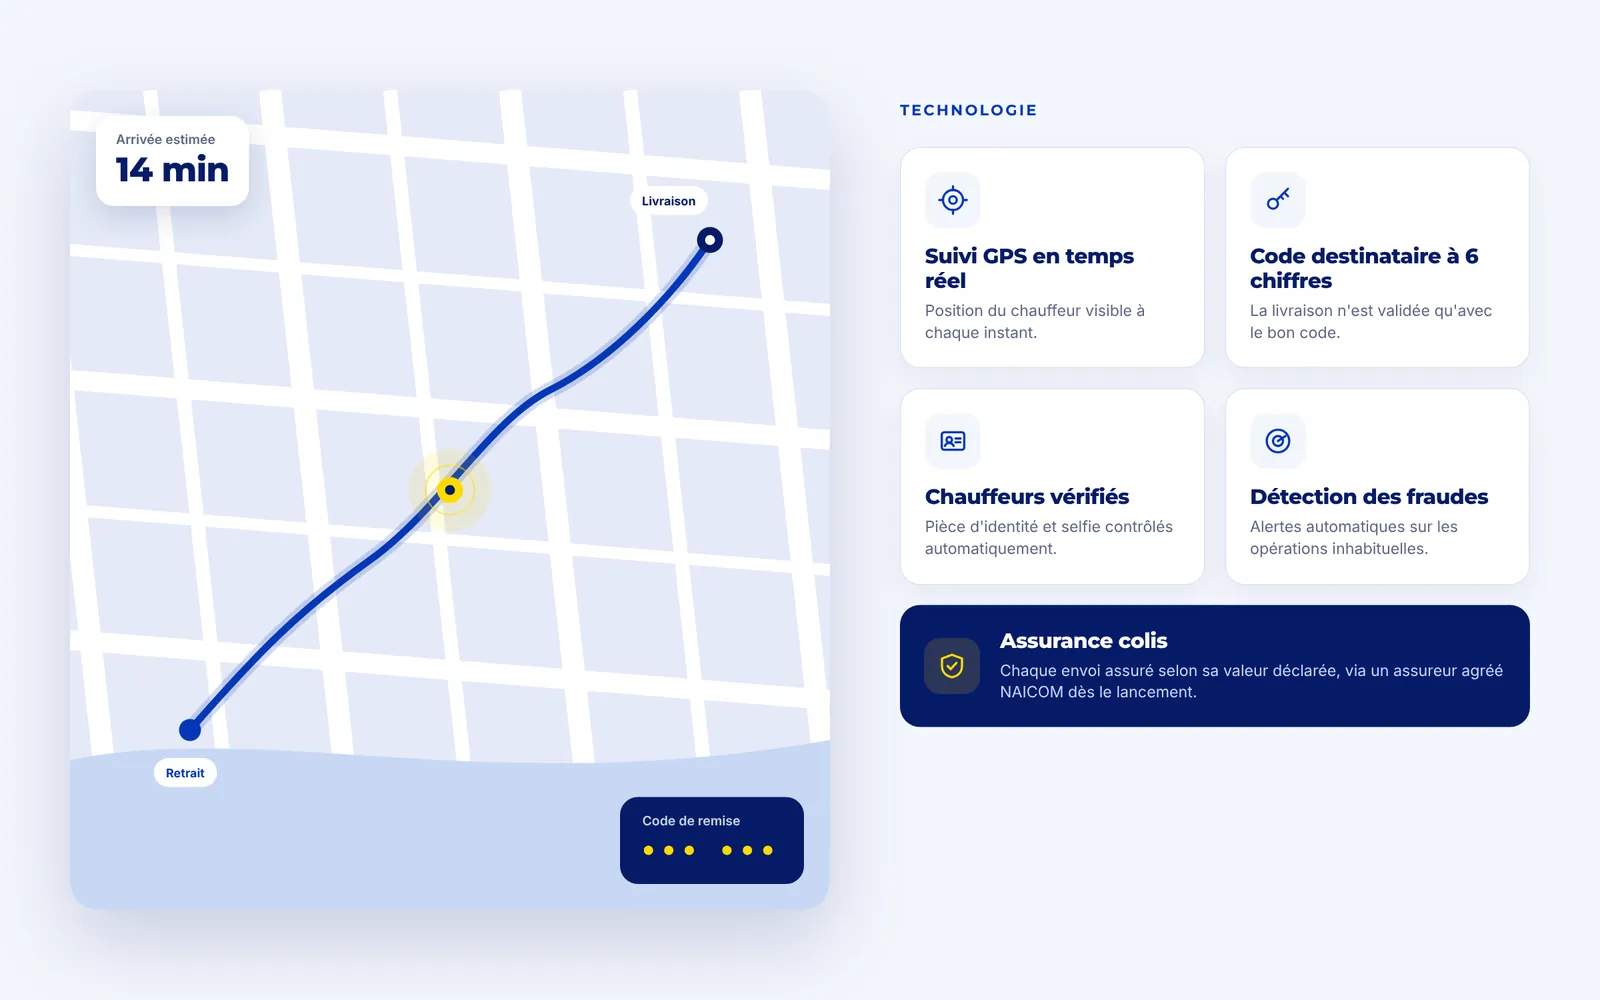 Arrivée estimée
14 min
Livraison
Retrait
Code de remise
TECHNOLOGIE
Suivi GPS en temps
réel
Position du chauffeur visible à
chaque instant.
Code destinataire à 6
chiffres
La livraison n'est validée qu'avec
le bon code.
Chauffeurs vérifiés
Pièce d'identité et selfie contrôlés
automatiquement.
Détection des fraudes
Alertes automatiques sur les
opérations inhabituelles.
Assurance colis
Chaque envoi assuré selon sa valeur déclarée, via un assureur agréé
NAICOM dès le lancement.